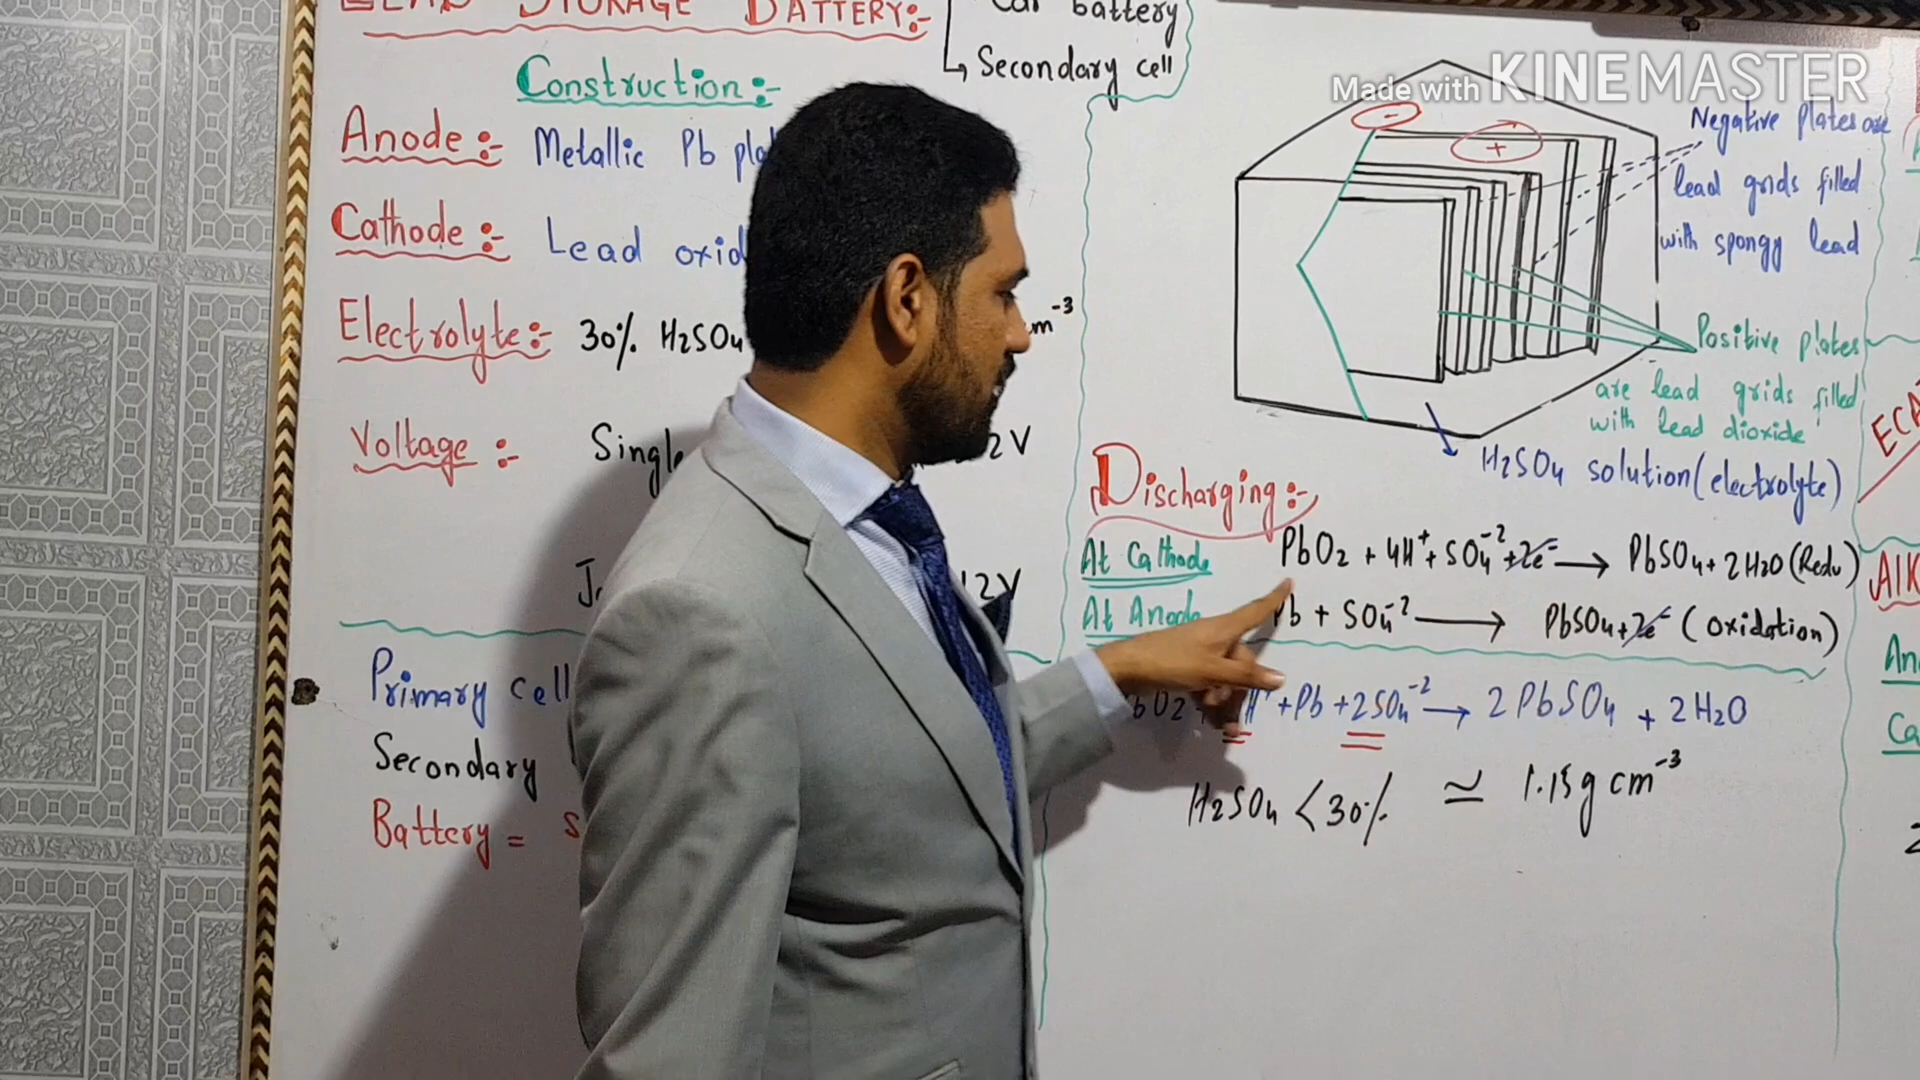 LEAD STORAGE BATTERY:-
Car battery
↳ Secondary cell
Construction:-
Anode:- Metallic Pb
Cathode:- Lead
Electrolyte:- 30% H2SO4 cm⁻³
Voltage :- Single 2V
12V
Primary cell
Secondary
Battery =
Made with KINEMASTER
-
+
Negative plates are
lead grids filled
with spongy lead
Positive plates
are lead grids filled
with lead dioxide
H2SO4 solution (electrolyte)
Discharging:-
At Cathode PbO2 + 4H⁺ + SO4⁻² + 2e⁻ → PbSO4 + 2H2O (Redu)
At Anode Pb + SO4⁻² → PbSO4 + 2e⁻ (oxidation)
+ Pb + 2SO4⁻² → 2PbSO4 + 2H2O
H2SO4 < 30% ≃ 1.15 g cm⁻³